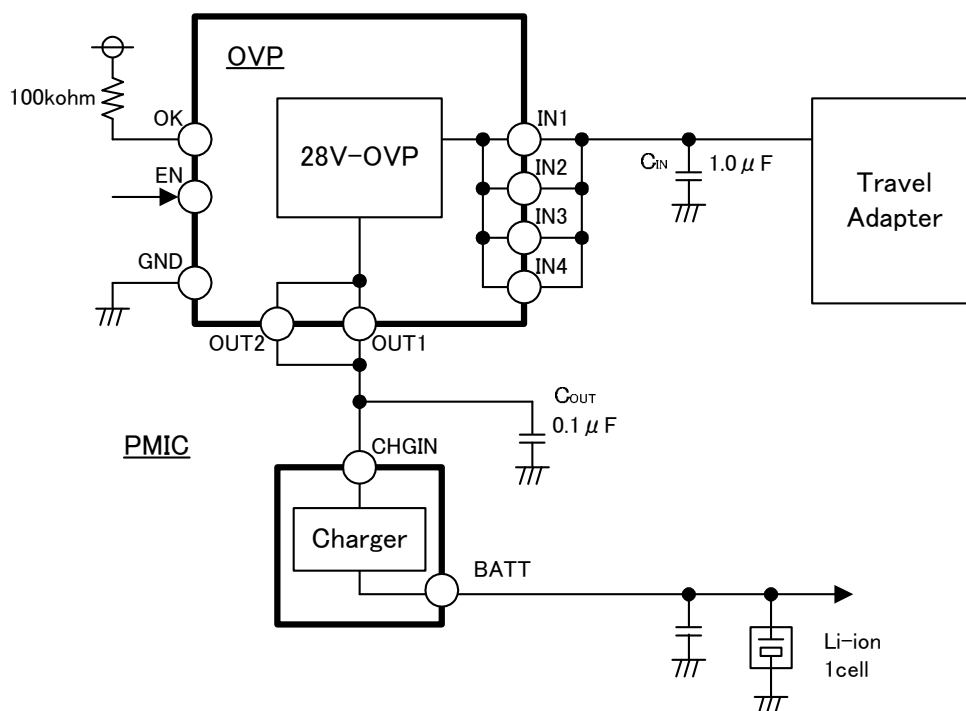 OVP
100kohm
OK
EN
GND
28V-OVP
IN1
IN2
IN3
IN4
CIN
1.0μF
Travel
Adapter
OUT2
OUT1
COUT
0.1μF
PMIC
CHGIN
Charger
BATT
Li-ion
1cell